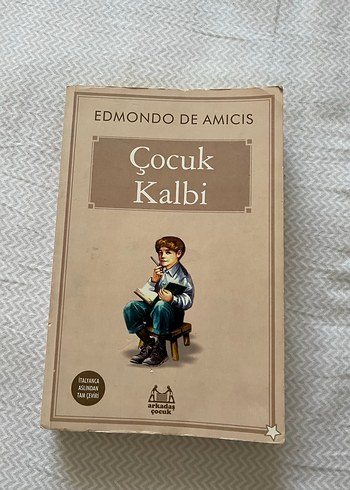 EDMONDO DE AMICIS
Çocuk
Kalbi
İTALYANCA
ASLINDAN
TAM ÇEVİRİ
arkadaş
çocuk